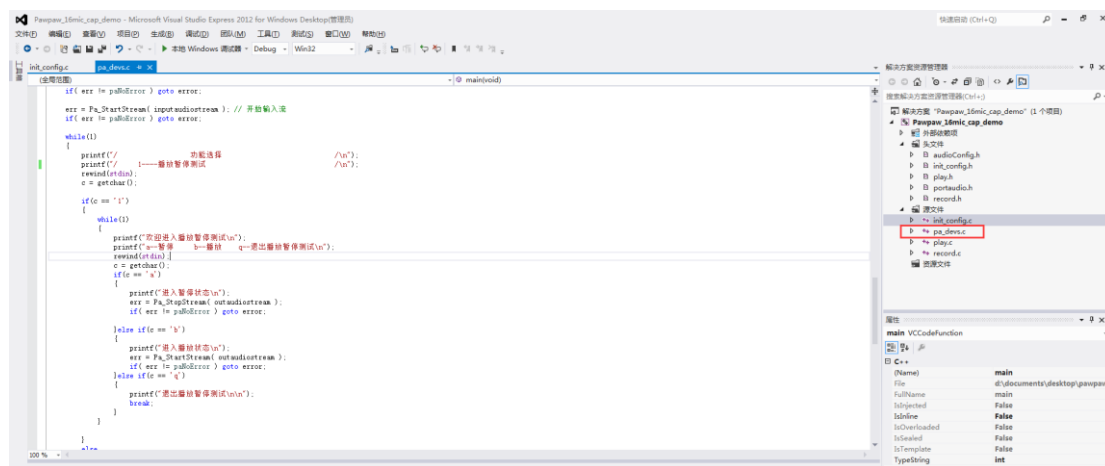 Pawpaw_16mic_cap_demo - Microsoft Visual Studio Express 2012 for Windows Desktop(管理员)
快速启动 (Ctrl+Q)
文件(F) 编辑(E) 查看(V) 项目(P) 生成(B) 调试(D) 团队(M) 工具(T) 测试(S) 窗口(W) 帮助(H)
本地 Windows 调试器 Debug Win32
init_config.c pa_devs.c
(全局范围) main(void)
if( err != paNoError ) goto error;
err = Pa_StartStream( inputaudiostream ); // 开始输入流
if( err != paNoError ) goto error;
while(1)
{
printf("/ 功能选择 /\n");
printf("/ 1----播放暂停测试 /\n");
rewind(stdin);
c = getchar();
if(c == '1')
{
while(1)
{
printf("欢迎进入播放暂停测试\n");
printf("a--暂停 b--播放 q--退出播放暂停测试\n");
rewind(stdin);
c = getchar();
if(c == 'a')
{
printf("进入暂停状态\n");
err = Pa_StopStream( outaudiostream );
if( err != paNoError ) goto error;
}else if(c == 'b')
{
printf("进入播放状态\n");
err = Pa_StartStream( outaudiostream );
if( err != paNoError ) goto error;
}else if(c == 'q')
{
printf("退出播放暂停测试\n\n");
break;
}
}
}
else
100 %
解决方案资源管理器
搜索解决方案资源管理器(Ctrl+;)
解决方案 "Pawpaw_16mic_cap_demo" (1 个项目)
Pawpaw_16mic_cap_demo
外部依赖项
头文件
audioConfig.h
init_config.h
play.h
portaudio.h
record.h
源文件
init_config.c
pa_devs.c
play.c
record.c
资源文件
属性
main VCCodeFunction
C++
(Name) main
File d:\documents\desktop\pawpaw
FullName main
IsInjected False
IsInline False
IsOverloaded False
IsSealed False
IsTemplate False
TypeString int